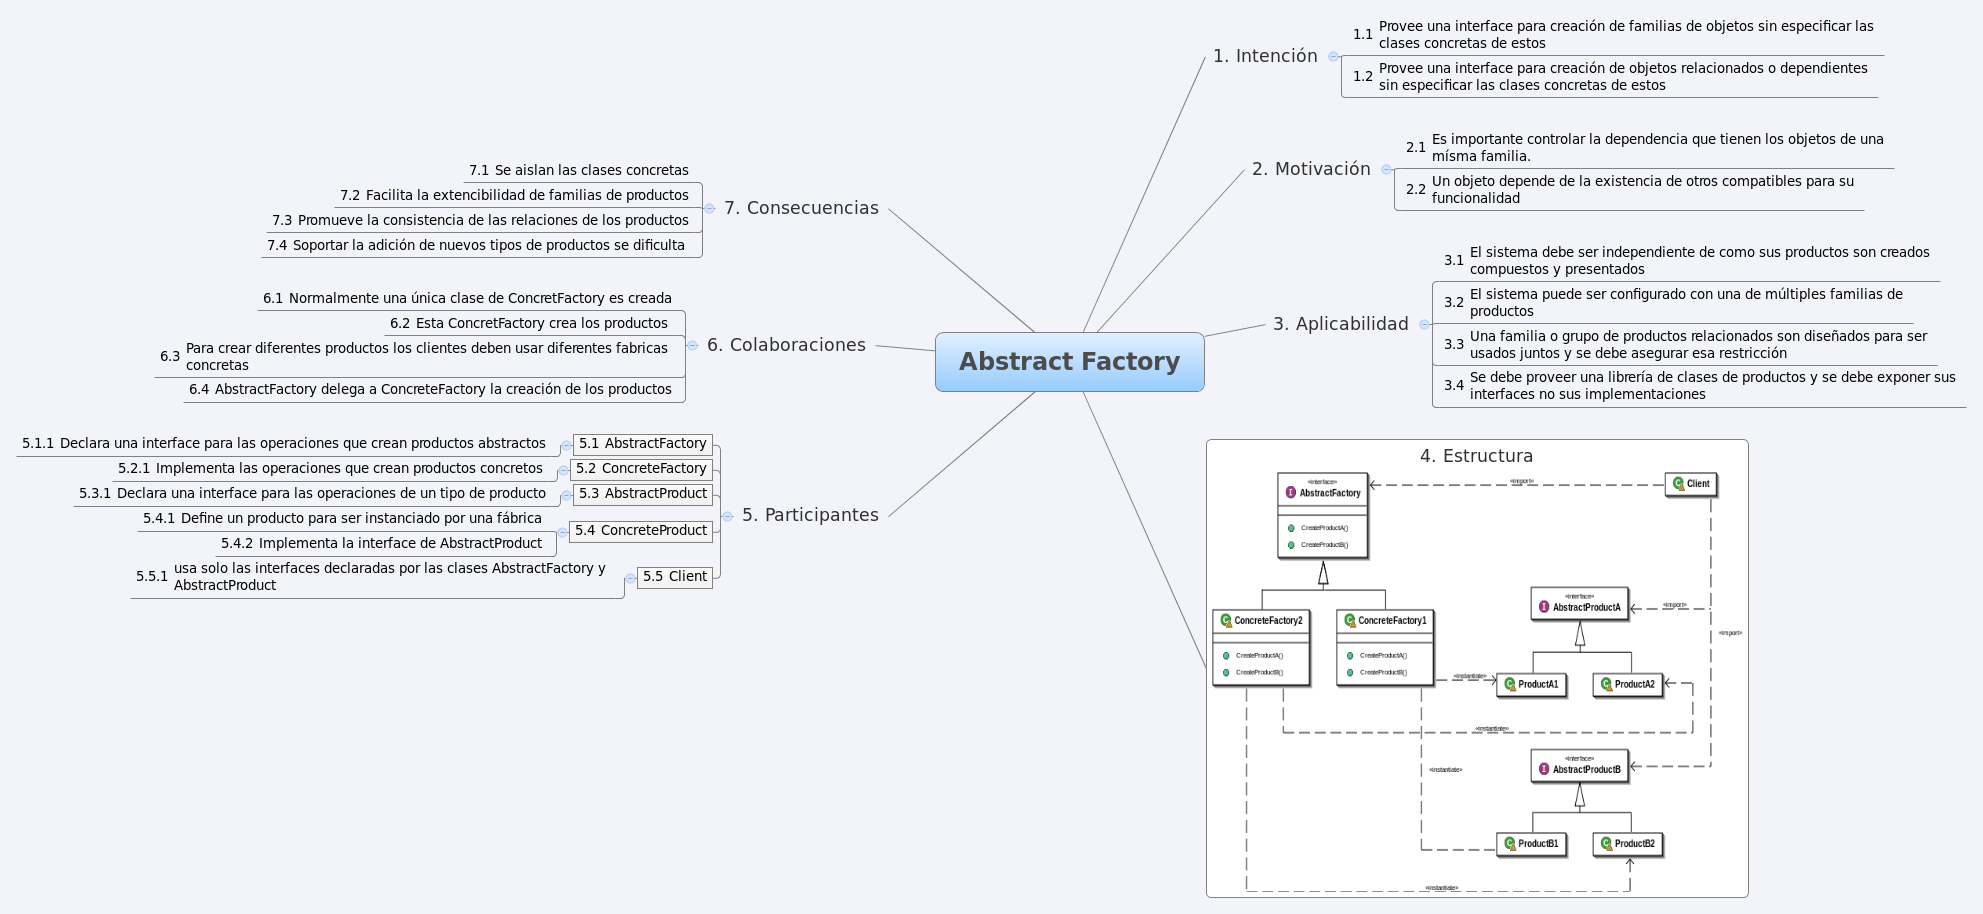 Abstract Factory
1. Intención
1.1 Provee una interface para creación de familias de objetos sin especificar las
clases concretas de estos
1.2 Provee una interface para creación de objetos relacionados o dependientes
sin especificar las clases concretas de estos
2. Motivación
2.1 Es importante controlar la dependencia que tienen los objetos de una
mísma familia.
2.2 Un objeto depende de la existencia de otros compatibles para su
funcionalidad
3. Aplicabilidad
3.1 El sistema debe ser independiente de como sus productos son creados
compuestos y presentados
3.2 El sistema puede ser configurado con una de múltiples familias de
productos
3.3 Una familia o grupo de productos relacionados son diseñados para ser
usados juntos y se debe asegurar esa restricción
3.4 Se debe proveer una librería de clases de productos y se debe exponer sus
interfaces no sus implementaciones
4. Estructura
«interface»
I AbstractFactory
CreateProductA()
CreateProductB()
«import»
C Client
C ConcreteFactory2
CreateProductA()
CreateProductB()
C ConcreteFactory1
CreateProductA()
CreateProductB()
«interface»
I AbstractProductA
«import»
«import»
«instantiate»
C ProductA1
C ProductA2
«instantiate»
«instantiate»
«interface»
I AbstractProductB
C ProductB1
C ProductB2
«instantiate»
5. Participantes
5.1 AbstractFactory
5.1.1 Declara una interface para las operaciones que crean productos abstractos
5.2 ConcreteFactory
5.2.1 Implementa las operaciones que crean productos concretos
5.3 AbstractProduct
5.3.1 Declara una interface para las operaciones de un tipo de producto
5.4 ConcreteProduct
5.4.1 Define un producto para ser instanciado por una fábrica
5.4.2 Implementa la interface de AbstractProduct
5.5 Client
5.5.1 usa solo las interfaces declaradas por las clases AbstractFactory y
AbstractProduct
6. Colaboraciones
6.1 Normalmente una única clase de ConcretFactory es creada
6.2 Esta ConcretFactory crea los productos
6.3 Para crear diferentes productos los clientes deben usar diferentes fabricas
concretas
6.4 AbstractFactory delega a ConcreteFactory la creación de los productos
7. Consecuencias
7.1 Se aislan las clases concretas
7.2 Facilita la extencibilidad de familias de productos
7.3 Promueve la consistencia de las relaciones de los productos
7.4 Soportar la adición de nuevos tipos de productos se dificulta